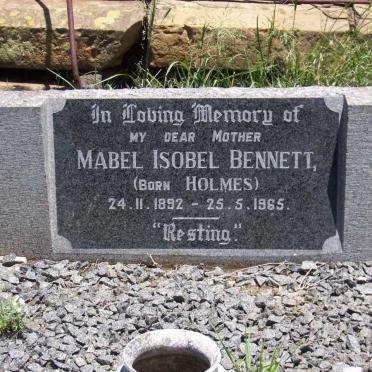 In Loving Memory of
MY DEAR MOTHER
MABEL ISOBEL BENNETT,
(BORN HOLMES)
24.11.1892 - 25.5.1965.
"Resting."